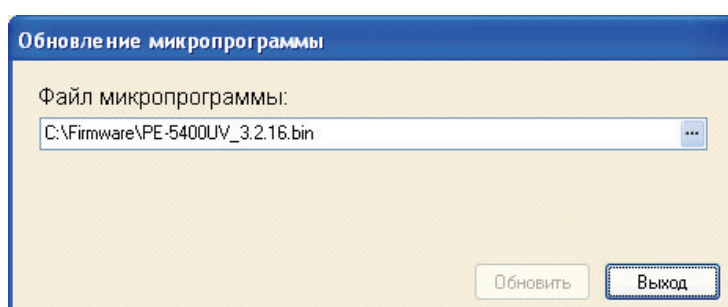 Обновление микропрограммы
Файл микропрограммы:
C:\Firmware\PE-5400UV_3.2.16.bin
...
Обновить
Выход